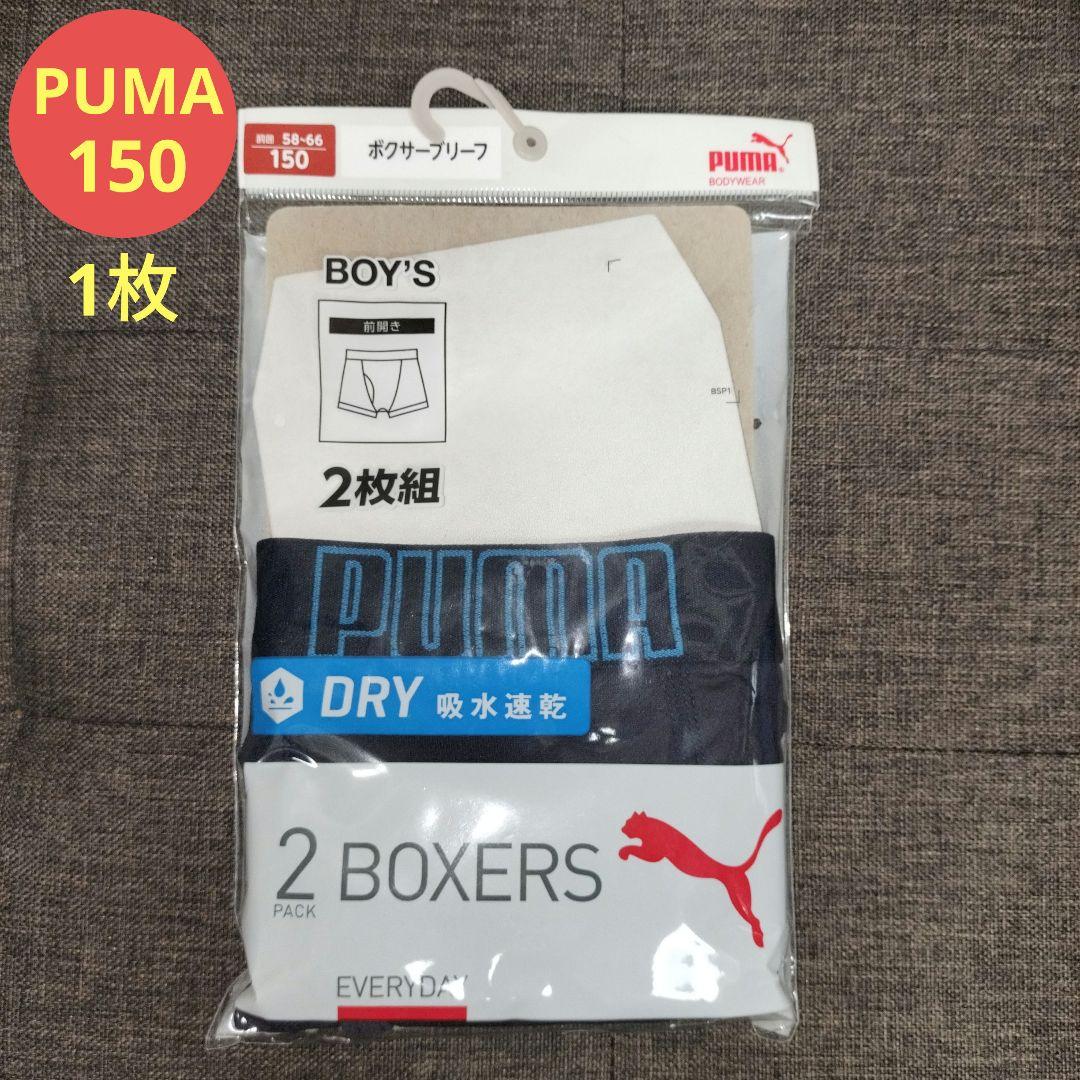 PUMA
150
1枚
胴囲 58~66
150
ボクサーブリーフ
PUMA
BODYWEAR
BOY'S
前開き
BSP1
2枚組
PUMA
DRY 吸水速乾
2 BOXERS
PACK
EVERYDAY